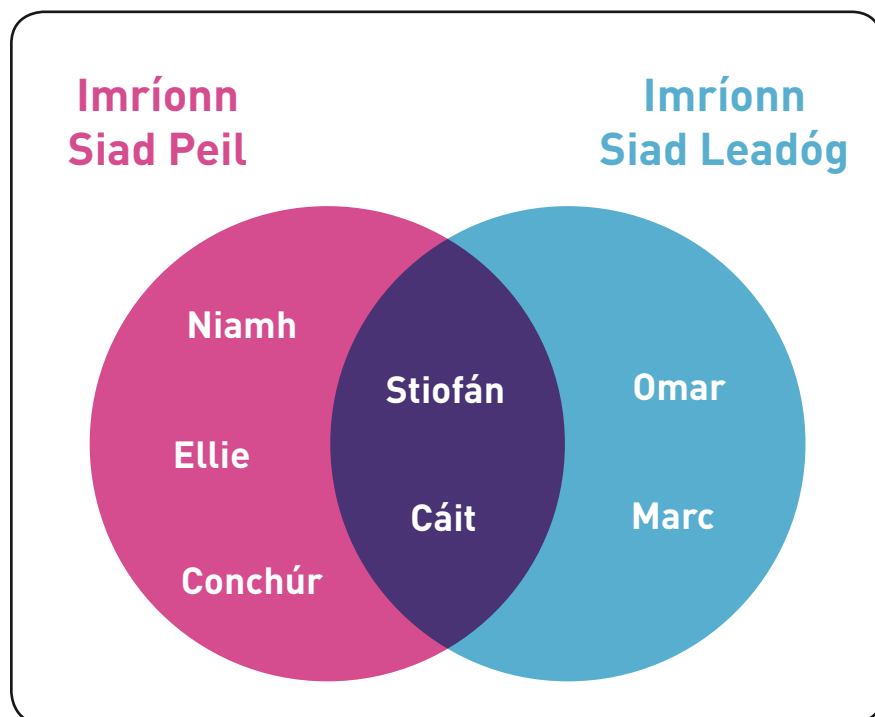 Imríonn
Siad Peil
Imríonn
Siad Leadóg
Niamh
Ellie
Conchúr
Stiofán
Cáit
Omar
Marc